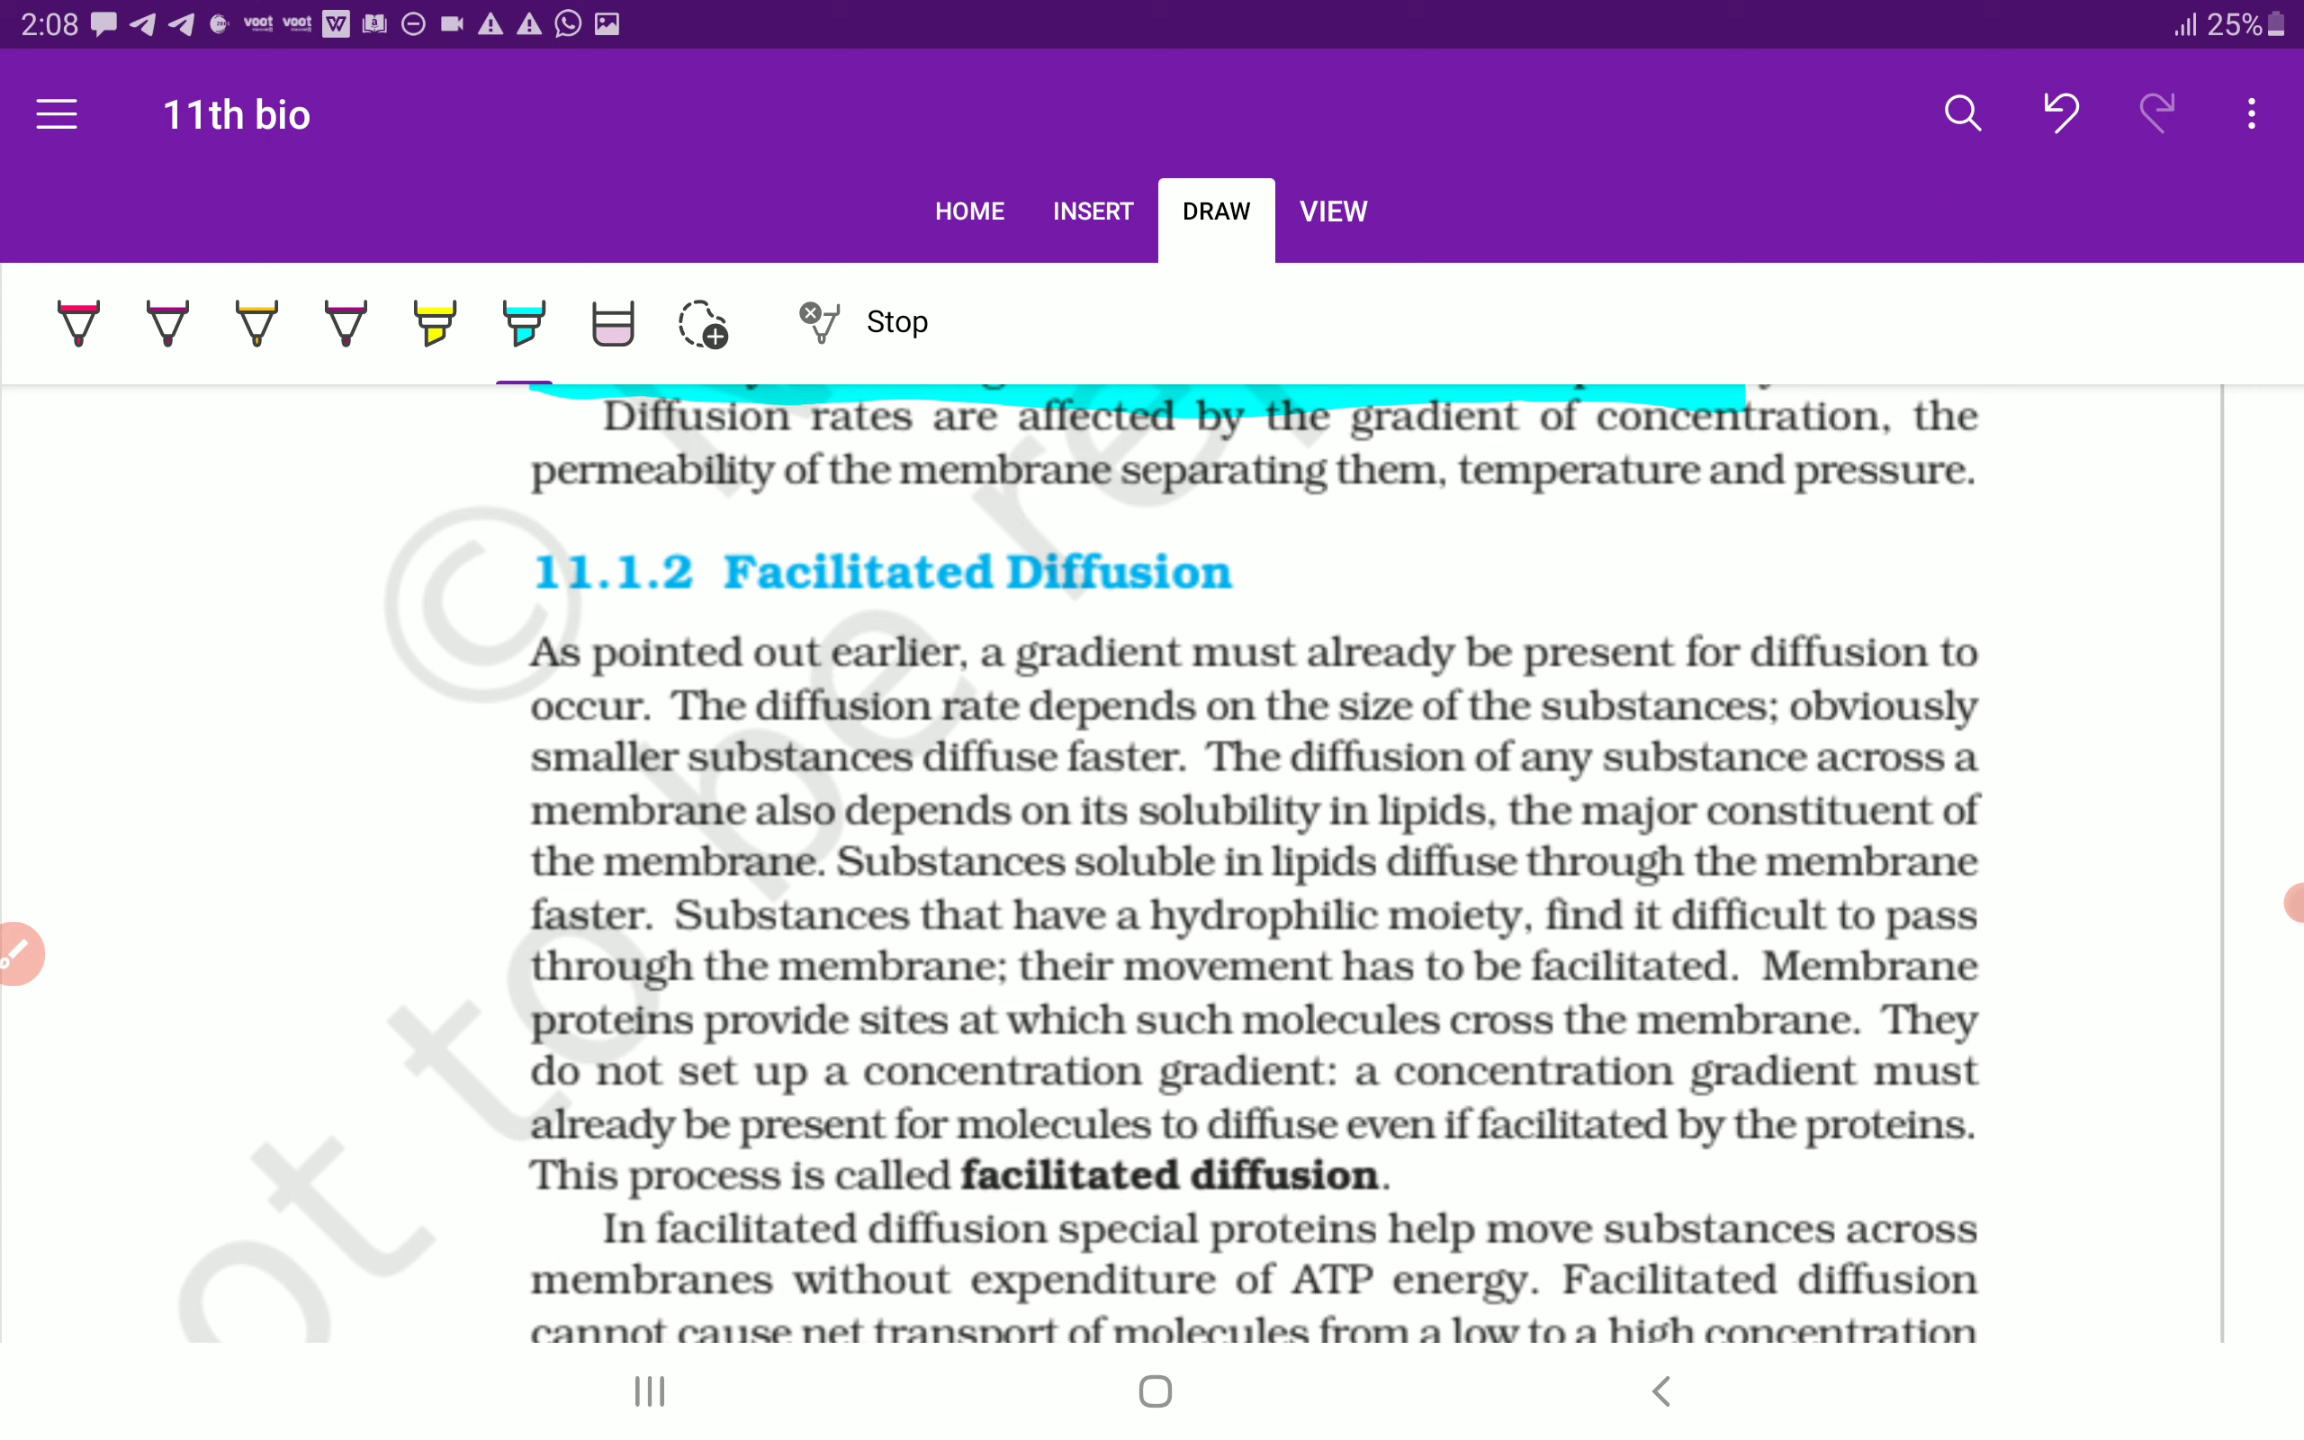 2:08 voot voot W a 25%
11th bio
HOME INSERT DRAW VIEW
Stop
Diffusion rates are affected by the gradient of concentration, the
permeability of the membrane separating them, temperature and pressure.
11.1.2 Facilitated Diffusion
As pointed out earlier, a gradient must already be present for diffusion to
occur. The diffusion rate depends on the size of the substances; obviously
smaller substances diffuse faster. The diffusion of any substance across a
membrane also depends on its solubility in lipids, the major constituent of
the membrane. Substances soluble in lipids diffuse through the membrane
faster. Substances that have a hydrophilic moiety, find it difficult to pass
through the membrane; their movement has to be facilitated. Membrane
proteins provide sites at which such molecules cross the membrane. They
do not set up a concentration gradient: a concentration gradient must
already be present for molecules to diffuse even if facilitated by the proteins.
This process is called facilitated diffusion.
In facilitated diffusion special proteins help move substances across
membranes without expenditure of ATP energy. Facilitated diffusion
cannot cause net transport of molecules from a low to a high concentration
©
ot to be re